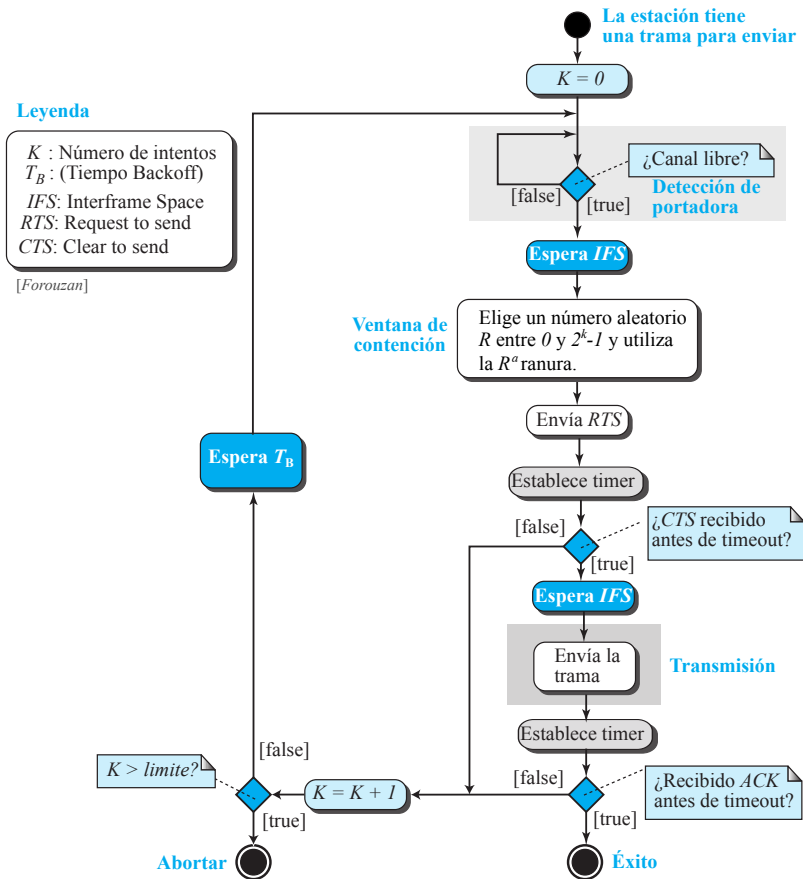 La estación tiene
una trama para enviar
K = 0
Leyenda
K : Número de intentos
T_B : (Tiempo Backoff)
IFS: Interframe Space
RTS: Request to send
CTS: Clear to send
[Forouzan]
¿Canal libre?
[false]
[true]
Detección de
portadora
Espera IFS
Ventana de
contención
Elige un número aleatorio
R entre 0 y 2^k-1 y utiliza
la R^a ranura.
Envía RTS
Espera T_B
Establece timer
[false]
¿CTS recibido
antes de timeout?
[true]
Espera IFS
Envía la
trama
Transmisión
Establece timer
[false]
K > limite?
[false]
K = K + 1
¿Recibido ACK
antes de timeout?
[true]
[true]
Abortar
Éxito